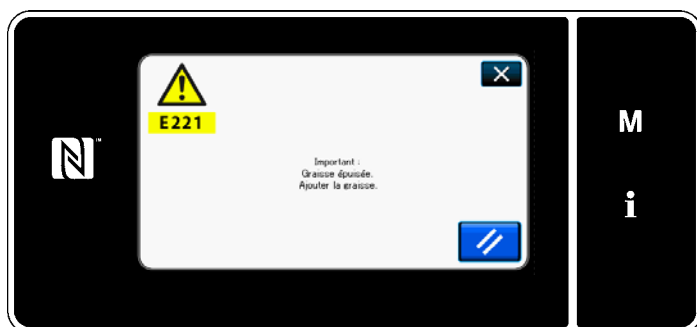 E221
Important :
Graisse épuisée.
Ajouter la graisse.
M
i